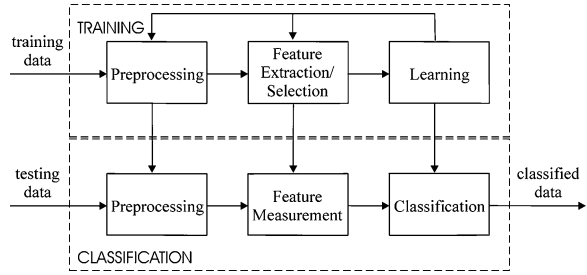 TRAINING
training
data
Preprocessing
Feature
Extraction/
Selection
Learning
testing
data
Preprocessing
Feature
Measurement
Classification
classified
data
CLASSIFICATION